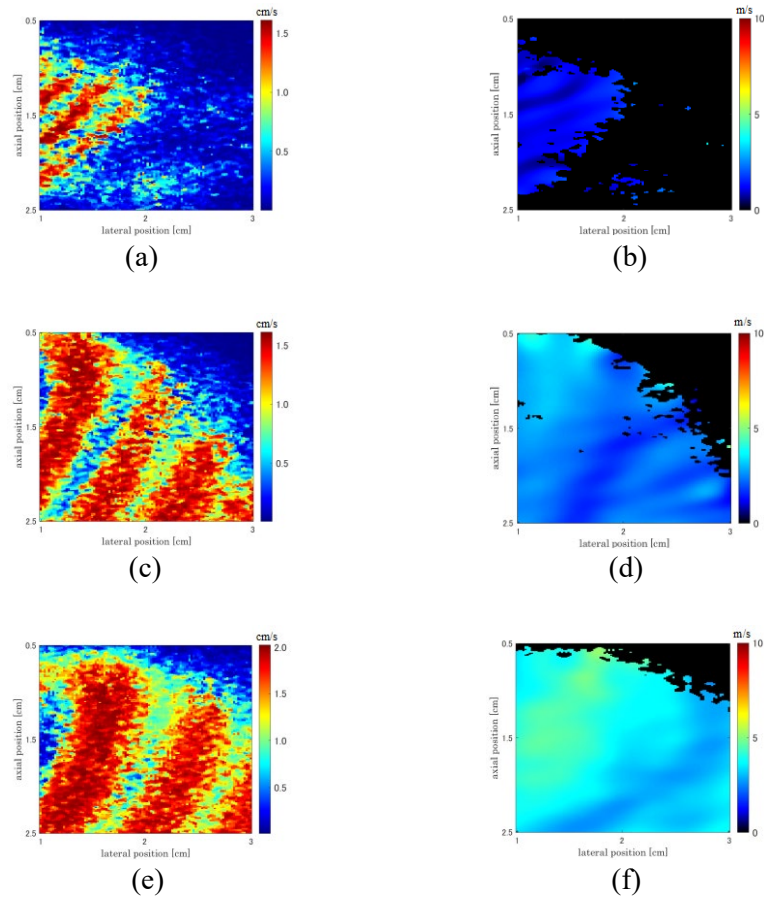 cm/s
0.5
1.5
2.5
axial position [cm]
1
2
3
lateral position [cm]
1.5
1.0
0.5
(a)
m/s
0.5
1.5
2.5
axial position [cm]
1
2
3
lateral position [cm]
10
5
0
(b)
cm/s
0.5
1.5
2.5
axial position [cm]
1
2
3
lateral position [cm]
1.5
1.0
0.5
(c)
m/s
0.5
1.5
2.5
axial position [cm]
1
2
3
lateral position [cm]
10
5
0
(d)
cm/s
0.5
1.5
2.5
axial position [cm]
1
2
3
lateral position [cm]
2.0
1.5
1.0
0.5
(e)
m/s
0.5
1.5
2.5
axial position [cm]
1
2
3
lateral position [cm]
10
5
0
(f)